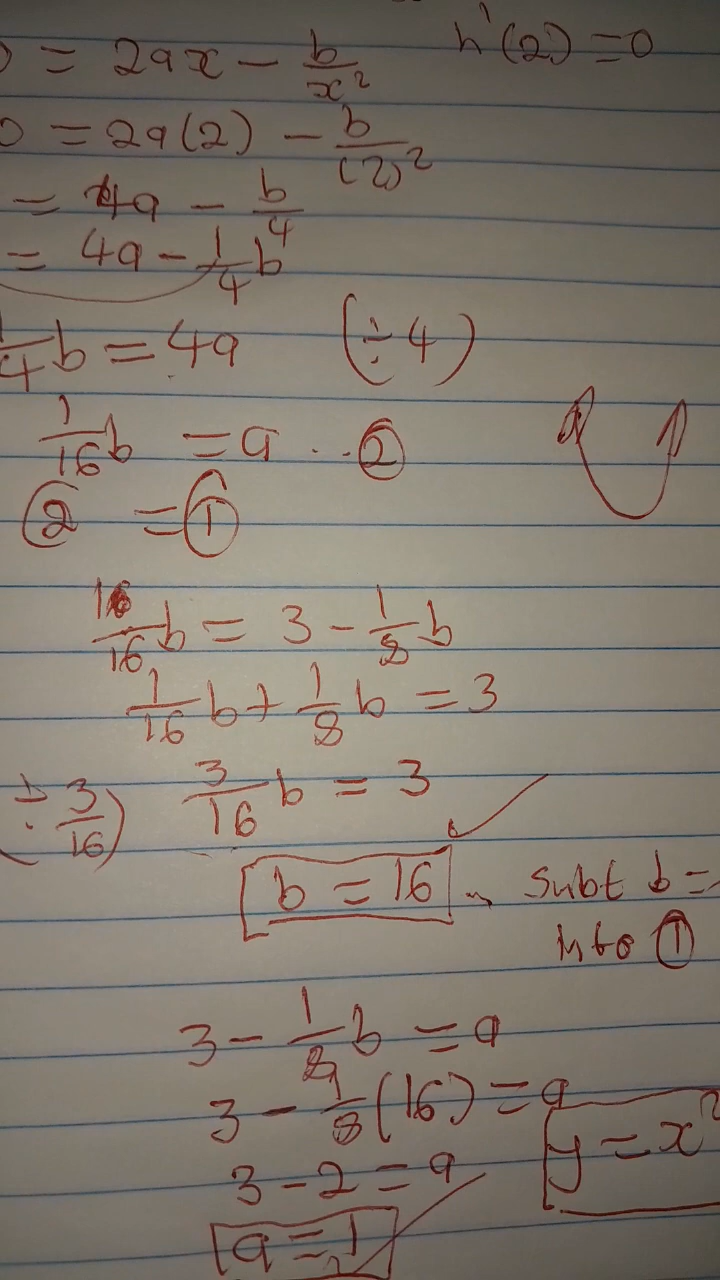 0 = 2ax - b/x² h'(2) = 0
0 = 2a(2) - b/(2)²
= 4a - b/4
= 4a - 1/4 b
1/4 b = 4a (÷4)
1/16 b = a .. ②
② = ①
16/16 b = 3 - 1/8 b
1/16 b + 1/8 b = 3
÷ 3/16) 3/16 b = 3
b = 16 Subt b =
into ①
3 - 1/8 b = a
3 - 1/8 (16) = a
3 - 2 = a y = x²
a = 1